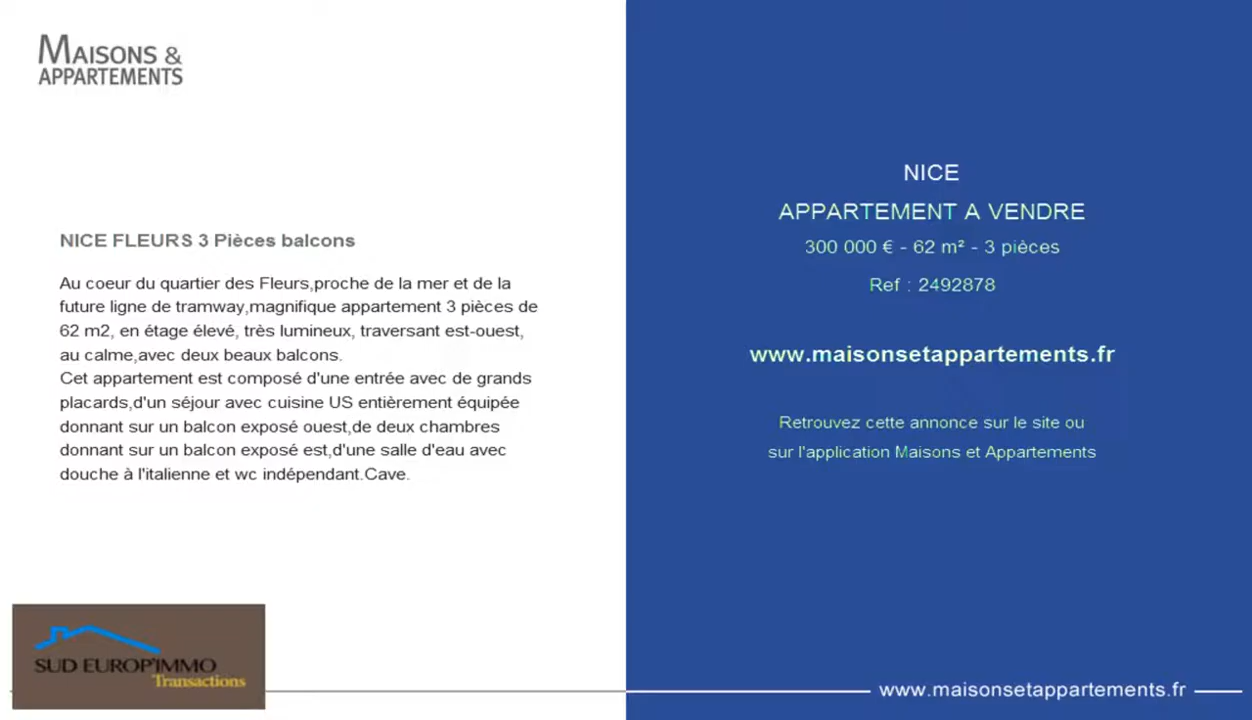 MAISONS &
APPARTEMENTS
NICE FLEURS 3 Pièces balcons
Au coeur du quartier des Fleurs,proche de la mer et de la
future ligne de tramway,magnifique appartement 3 pièces de
62 m2, en étage élevé, très lumineux, traversant est-ouest,
au calme,avec deux beaux balcons.
Cet appartement est composé d'une entrée avec de grands
placards,d'un séjour avec cuisine US entièrement équipée
donnant sur un balcon exposé ouest,de deux chambres
donnant sur un balcon exposé est,d'une salle d'eau avec
douche à l'italienne et wc indépendant.Cave.
SUD EUROP'IMMO
Transactions
NICE
APPARTEMENT A VENDRE
300 000 € - 62 m² - 3 pièces
Ref : 2492878
www.maisonsetappartements.fr
Retrouvez cette annonce sur le site ou
sur l'application Maisons et Appartements
www.maisonsetappartements.fr